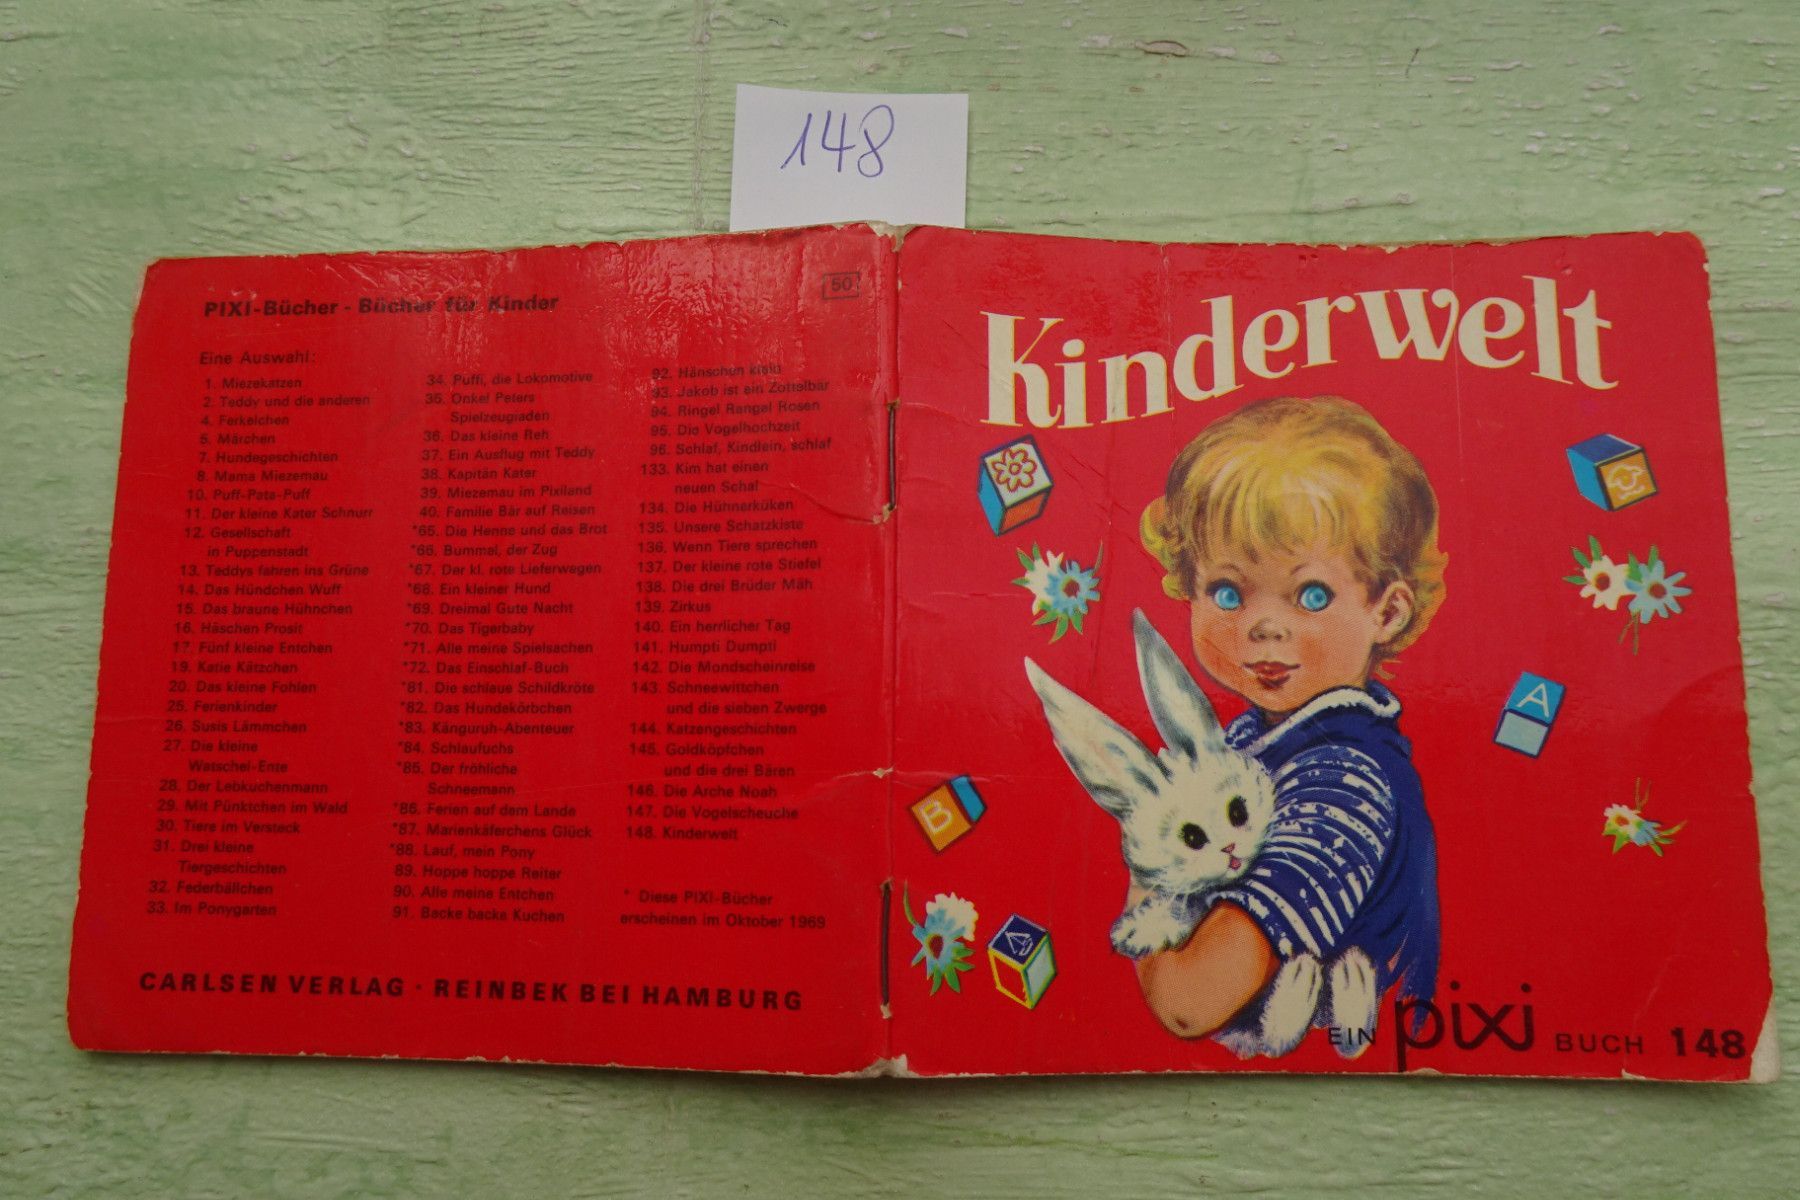 148
PIXI-Bücher - Bücher für Kinder
50
Eine Auswahl:
1. Miezekatzen
2. Teddy und die anderen
4. Ferkelchen
5. Märchen
7. Hundegeschichten
8. Mama Miezemau
10. Puff-Pata-Puff
11. Der kleine Kater Schnurr
12. Gesellschaft
in Puppenstadt
13. Teddys fahren ins Grüne
14. Das Hündchen Wuff
15. Das braune Hühnchen
16. Häschen Prosit
17. Fünf kleine Entchen
19. Katie Kätzchen
20. Das kleine Fohlen
25. Ferienkinder
26. Susis Lämmchen
27. Die kleine
Watschel-Ente
28. Der Lebküchenmann
29. Mit Pünktchen im Wald
30. Tiere im Versteck
31. Drei kleine
Tiergeschichten
32. Federbällchen
33. Im Ponygarten
34. Puffi, die Lokomotive
35. Onkel Peters
Spielzeugladen
36. Das kleine Reh
37. Ein Ausflug mit Teddy
38. Kapitän Kater
39. Miezemau im Pixiland
40. Familie Bär auf Reisen
*65. Die Henne und das Brot
*66. Bummel, der Zug
*67. Der kl. rote Lieferwagen
*68. Ein kleiner Hund
*69. Dreimal Gute Nacht
*70. Das Tigerbaby
*71. Alle meine Spielsachen
*72. Das Einschlaf-Buch
*81. Die schlaue Schildkröte
*82. Das Hundekörbchen
*83. Känguruh-Abenteuer
*84. Schlaufuchs
*85. Der fröhliche
Schneemann
*86. Ferien auf dem Lande
*87. Marienkäferchens Glück
*88. Lauf, mein Pony
89. Hoppe hoppe Reiter
90. Alle meine Entchen
91. Backe backe Kuchen
92. Hänschen klein
93. Jakob ist ein Zottelbär
94. Ringel Rangel Rosen
95. Die Vogelhochzeit
96. Schlaf, Kindlein, schlaf
133. Kim hat einen
neuen Schal
134. Die Hühnerküken
135. Unsere Schatzkiste
136. Wenn Tiere sprechen
137. Der kleine rote Stiefel
138. Die drei Brüder Mäh
139. Zirkus
140. Ein herrlicher Tag
141. Humpti Dumpti
142. Die Mondscheinreise
143. Schneewittchen
und die sieben Zwerge
144. Katzengeschichten
145. Goldköpfchen
und die drei Bären
146. Die Arche Noah
147. Die Vogelscheuche
148. Kinderwelt
* Diese PIXI-Bücher
erscheinen im Oktober 1969
CARLSEN VERLAG · REINBEK BEI HAMBURG
Kinderwelt
A
B
EIN pixi BUCH 148